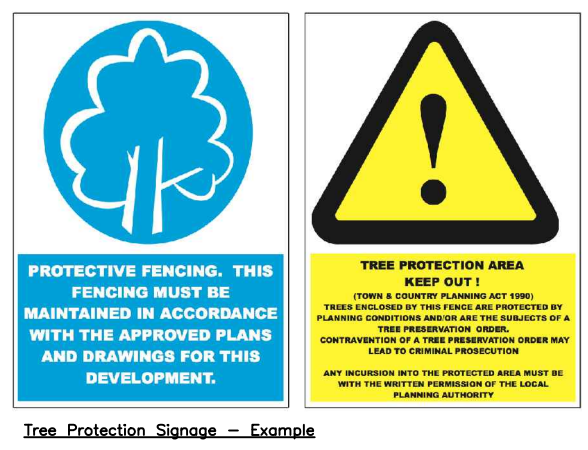 PROTECTIVE FENCING. THIS
FENCING MUST BE
MAINTAINED IN ACCORDANCE
WITH THE APPROVED PLANS
AND DRAWINGS FOR THIS
DEVELOPMENT.
!
TREE PROTECTION AREA
KEEP OUT !
(TOWN & COUNTRY PLANNING ACT 1990)
TREES ENCLOSED BY THIS FENCE ARE PROTECTED BY
PLANNING CONDITIONS AND/OR ARE THE SUBJECTS OF A
TREE PRESERVATION ORDER.
CONTRAVENTION OF A TREE PRESERVATION ORDER MAY
LEAD TO CRIMINAL PROSECUTION
ANY INCURSION INTO THE PROTECTED AREA MUST BE
WITH THE WRITTEN PERMISSION OF THE LOCAL
PLANNING AUTHORITY
Tree Protection Signage – Example